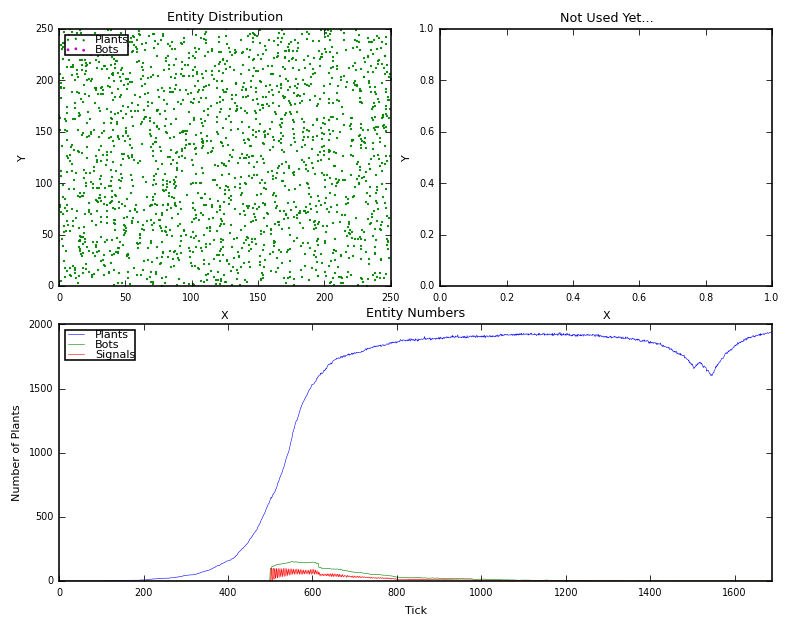 Entity Distribution
Plants
Bots
Y
250
200
150
100
50
0
0 50 100 150 200 250
X
Not Used Yet...
Y
1.0
0.8
0.6
0.4
0.2
0.0
0.0 0.2 0.4 0.6 0.8 1.0
X
Entity Numbers
Plants
Bots
Signals
Number of Plants
2000
1500
1000
500
0
0 200 400 600 800 1000 1200 1400 1600
Tick